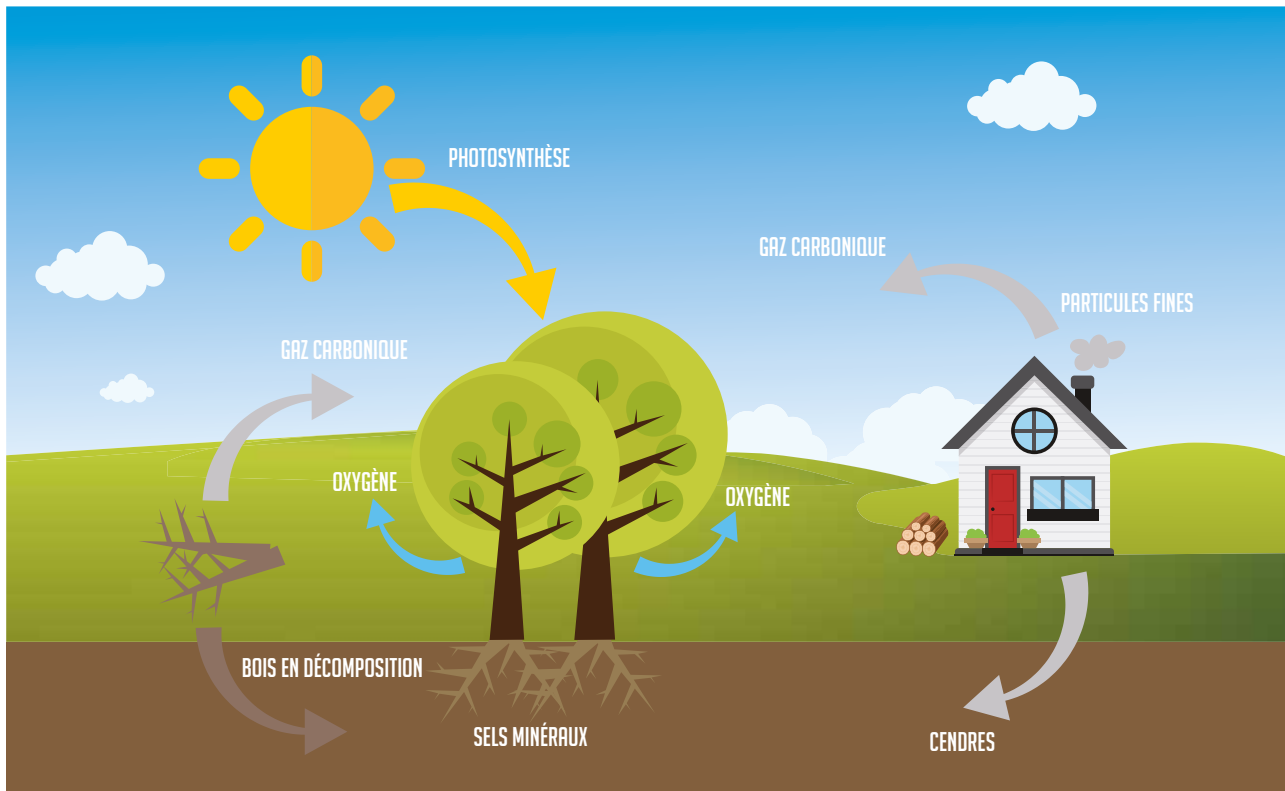 PHOTOSYNTHÈSE
GAZ CARBONIQUE
PARTICULES FINES
GAZ CARBONIQUE
OXYGÈNE
OXYGÈNE
BOIS EN DÉCOMPOSITION
SELS MINÉRAUX
CENDRES